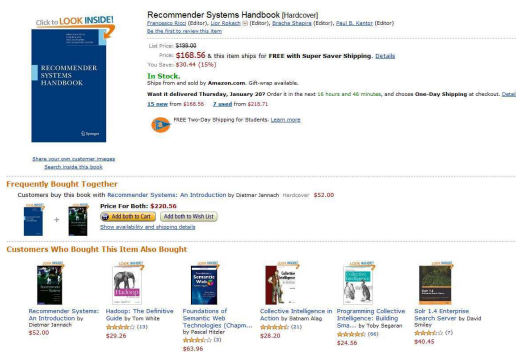 Click to LOOK INSIDE!
RECOMMENDER
SYSTEMS
HANDBOOK
Springer
Share your own customer images
Search inside this book
Recommender Systems Handbook [Hardcover]
Francesco Ricci (Editor), Lior Rokach (Editor), Bracha Shapira (Editor), Paul B. Kantor (Editor)
Be the first to review this item
List Price: $199.00
Price: $168.56 & this item ships for FREE with Super Saver Shipping. Details
You Save: $30.44 (15%)
In Stock.
Ships from and sold by Amazon.com. Gift-wrap available.
Want it delivered Thursday, January 20? Order it in the next 16 hours and 46 minutes, and choose One-Day Shipping at checkout. Detai
15 new from $168.56 7 used from $218.71
FREE Two-Day Shipping for Students. Learn more
Frequently Bought Together
Customers buy this book with Recommender Systems: An Introduction by Dietmar Jannach Hardcover $52.00
Price For Both: $220.56
+
Add both to Cart Add both to Wish List
Show availability and shipping details
Customers Who Bought This Item Also Bought
Recommender Systems:
An Introduction by
Dietmar Jannach
$52.00
Hadoop: The Definitive
Guide by Tom White
(13)
$29.26
Foundations of
Semantic Web
Technologies (Chapm...
by Pascal Hitzler
(3)
$63.96
Collective Intelligence in
Action by Satnam Alag
(21)
$26.20
Programming Collective
Intelligence: Building
Sma... by Toby Segaran
(66)
$24.56
Solr 1.4 Enterprise
Search Server by David
Smiley
(7)
$40.45